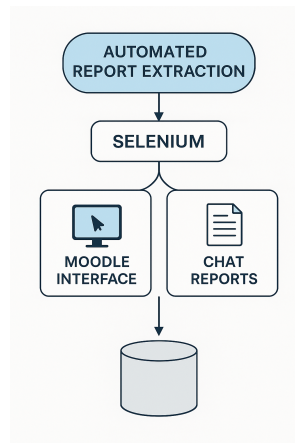 AUTOMATED
REPORT EXTRACTION
SELENIUM
MOODLE
INTERFACE
CHAT
REPORTS